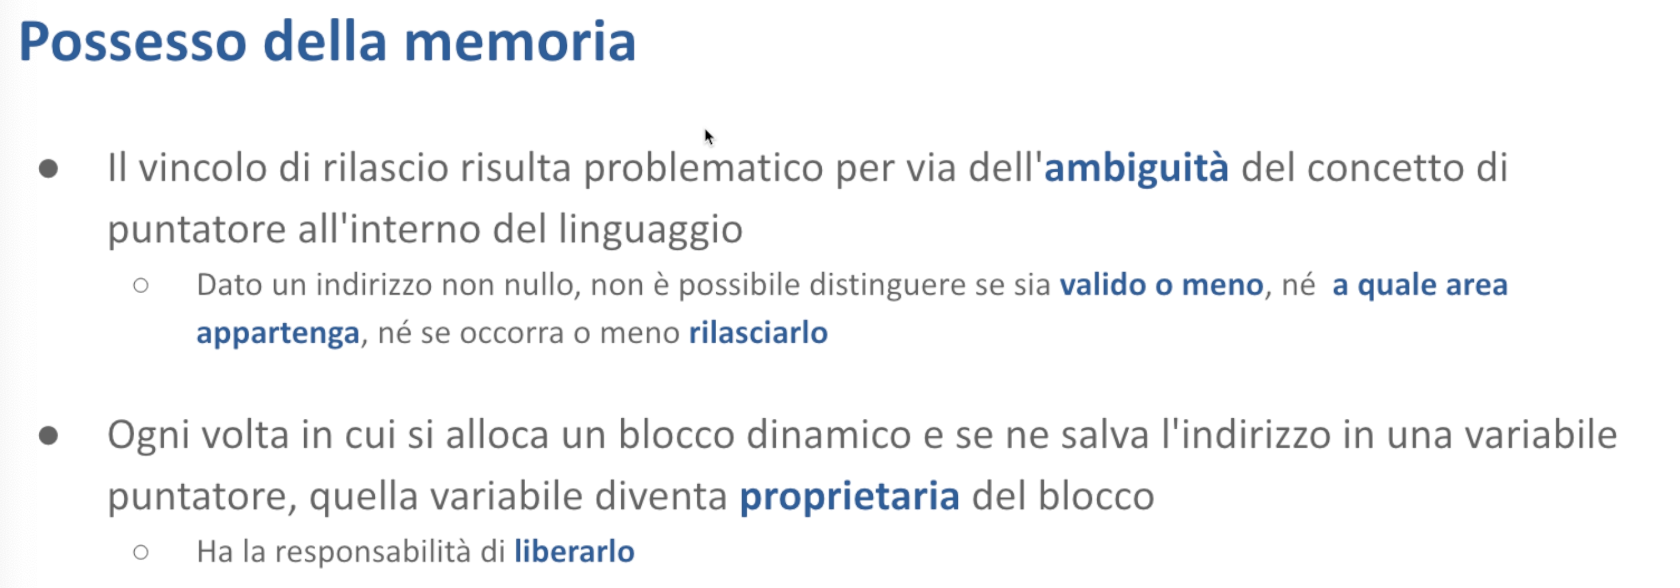 Possesso della memoria
● Il vincolo di rilascio risulta problematico per via dell'ambiguità del concetto di
puntatore all'interno del linguaggio
○ Dato un indirizzo non nullo, non è possibile distinguere se sia valido o meno, né a quale area
appartenga, né se occorra o meno rilasciarlo
● Ogni volta in cui si alloca un blocco dinamico e se ne salva l'indirizzo in una variabile
puntatore, quella variabile diventa proprietaria del blocco
○ Ha la responsabilità di liberarlo